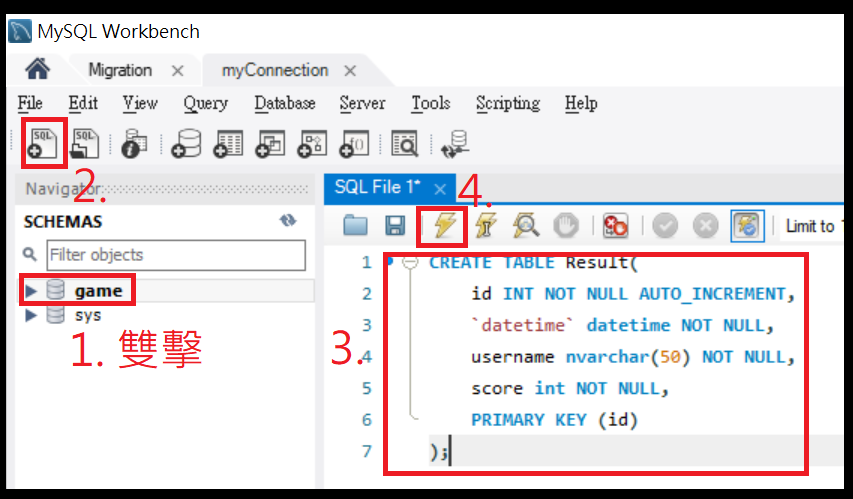 MySQL Workbench
Migration × myConnection ×
File Edit View Query Database Server Tools Scripting Help
SQL SQL
2.
Navigator
SCHEMAS
Filter objects
game
sys
1. 雙擊
SQL File 1* ×
4.
Limit to 1
3.
1 CREATE TABLE Result(
2 id INT NOT NULL AUTO_INCREMENT,
3 `datetime` datetime NOT NULL,
4 username nvarchar(50) NOT NULL,
5 score int NOT NULL,
6 PRIMARY KEY (id)
7 );